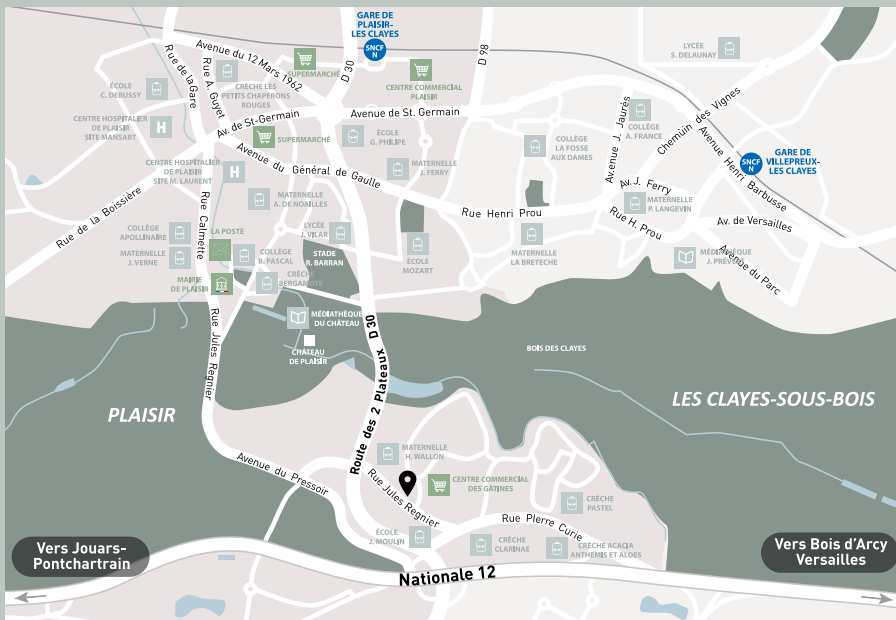 GARE DE
PLAISIR-
LES CLAYES
SNCF
N
D 30
D 98
LYCÉE
S. DELAUNAY
Avenue du 12 Mars 1962
Rue de la Gare
Rue A. Guyet
SUPERMARCHÉ
CENTRE COMMERCIAL
PLAISIR
ÉCOLE
C. DEBUSSY
CRÈCHE LES
PETITS CHAPERONS
ROUGES
CENTRE HOSPITALIER
DE PLAISIR
SITE MANSART
H
Av. de St-Germain
Avenue de St. Germain
SUPERMARCHÉ
ÉCOLE
G. PHILIPE
COLLÈGE
LA FOSSE
AUX DAMES
Av.enue J. Jaurès
COLLÈGE
A. FRANCE
Chemuin des Vignes
Avenue Henri Barbusse
SNCF
N
GARE DE
VILLEPREUX-
LES CLAYES
CENTRE HOSPITALIER
DE PLAISIR
SITE M. LAURENT
H
Avenue du Général de Gaulle
MATERNELLE
J. FERRY
Av. J. Ferry
MATERNELLE
P. LANGEVIN
MATERNELLE
A. DE NOAILLES
Rue de la Boissière
Rue Calmette
Rue Henri Prou
Rue H. Prou
Av. de Versailles
COLLÈGE
APOLLINAIRE
LA POSTE
LYCÉE
J. VILAR
MATERNELLE
J. VERNE
COLLÈGE
B. PASCAL
STADE
R. BARRAN
ÉCOLE
MOZART
MATERNELLE
LA BRETECHE
MÉDIATHÈQUE
J. PRÉVERT
Avenue du Parc
MAIRIE
DE PLAISIR
CRÈCHE
BERGAMOTE
MÉDIATHÈQUE
DU CHÂTEAU
CHÂTEAU
DE PLAISIR
Rue Jules Regnier
Route des 2 Plateaux D 30
BOIS DES CLAYES
PLAISIR
LES CLAYES-SOUS-BOIS
Avenue du Pressoir
MATERNELLE
H. WALLON
CENTRE COMMERCIAL
DES GÂTINES
Rue Jules Regnier
CRÈCHE
PASTEL
Rue PIerre Curie
ÉCOLE
J. MOULIN
CRÈCHE
CLARINAE
CRÈCHE ACACIA
ANTHEMIS ET ALOES
Vers Jouars-
Pontchartrain
Vers Bois d'Arcy
Versailles
Nationale 12